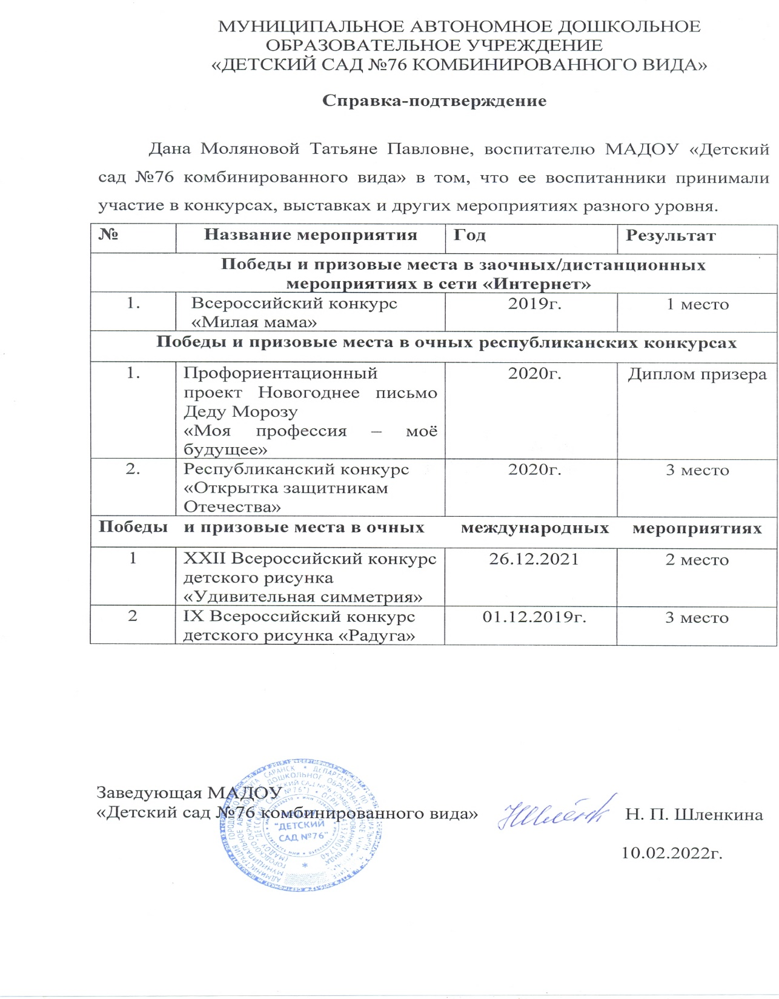 МУНИЦИПАЛЬНОЕ АВТОНОМНОЕ ДОШКОЛЬНОЕ
ОБРАЗОВАТЕЛЬНОЕ УЧРЕЖДЕНИЕ
«ДЕТСКИЙ САД №76 КОМБИНИРОВАННОГО ВИДА»
Справка-подтверждение
Дана Моляновой Татьяне Павловне, воспитателю МАДОУ «Детский
сад №76 комбинированного вида» в том, что ее воспитанники принимали
участие в конкурсах, выставках и других мероприятиях разного уровня.
№ Название мероприятия Год Результат
Победы и призовые места в заочных/дистанционных
мероприятиях в сети «Интернет»
1. Всероссийский конкурс 2019г. 1 место
«Милая мама»
Победы и призовые места в очных республиканских конкурсах
1. Профориентационный 2020г. Диплом призера
проект Новогоднее письмо
Деду Морозу
«Моя профессия – моё
будущее»
2. Республиканский конкурс 2020г. 3 место
«Открытка защитникам
Отечества»
Победы и призовые места в очных международных мероприятиях
1 XXII Всероссийский конкурс 26.12.2021 2 место
детского рисунка
«Удивительная симметрия»
2 IX Всероссийский конкурс 01.12.2019г. 3 место
детского рисунка «Радуга»
Заведующая МАДОУ
«Детский сад №76 комбинированного вида» Н. П. Шленкина
10.02.2022г.
"ДЕТСКИЙ
САД №76"